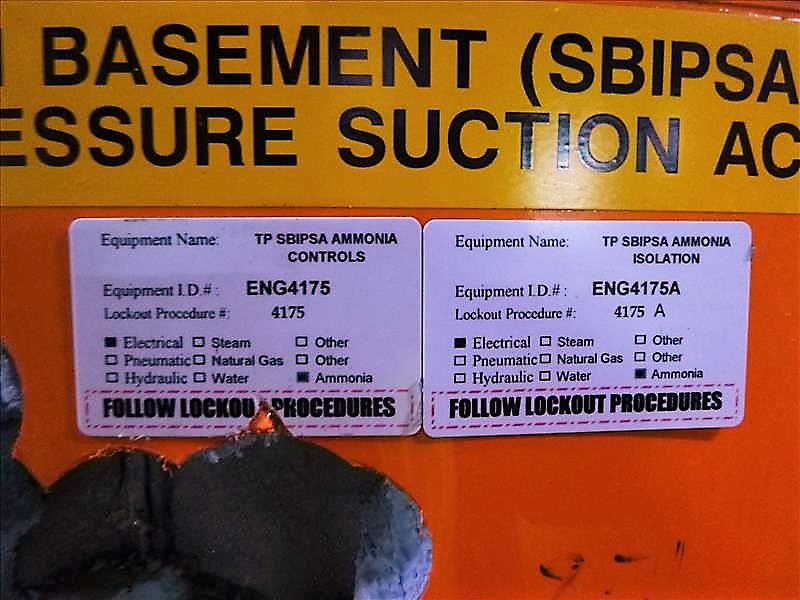 BASEMENT (SBIPSA
ESSURE SUCTION AC
Equipment Name: TP SBIPSA AMMONIA
CONTROLS
Equipment I.D.# : ENG4175
Lockout Procedure #: 4175
Electrical Steam Other
Pneumatic Natural Gas Other
Hydraulic Water Ammonia
FOLLOW LOCKOUT PROCEDURES
Equipment Name: TP SBIPSA AMMONIA
ISOLATION
Equipment I.D.# : ENG4175A
Lockout Procedure #: 4175 A
Electrical Steam Other
Pneumatic Natural Gas Other
Hydraulic Water Ammonia
FOLLOW LOCKOUT PROCEDURES